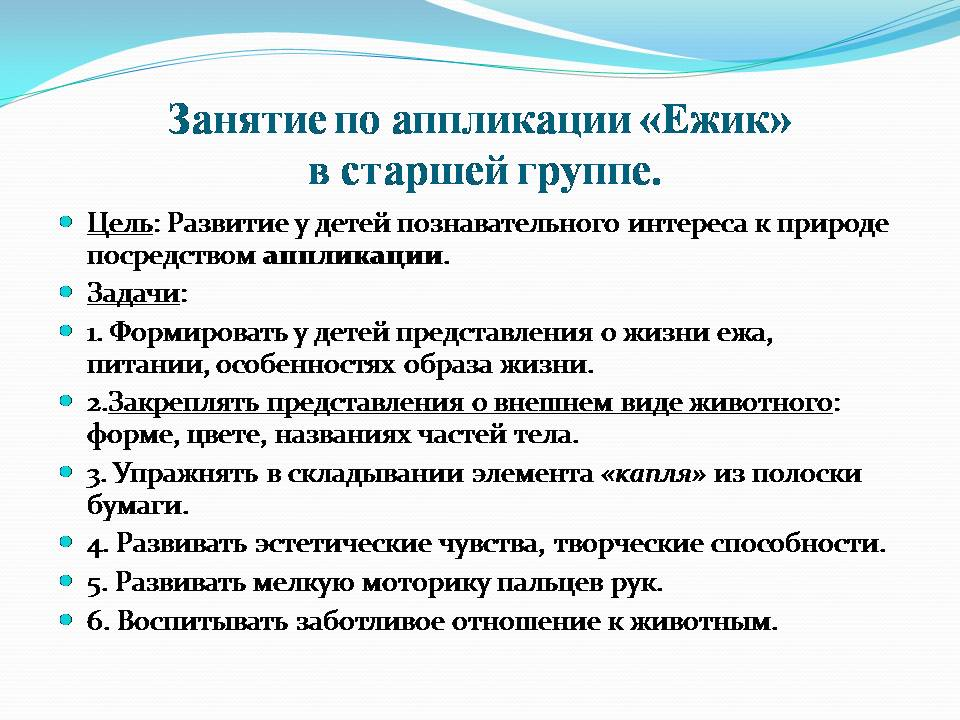 Занятие по аппликации «Ежик»
в старшей группе.
Цель: Развитие у детей познавательного интереса к природе
посредством аппликации.
Задачи:
1. Формировать у детей представления о жизни ежа,
питании, особенностях образа жизни.
2.Закреплять представления о внешнем виде животного:
форме, цвете, названиях частей тела.
3. Упражнять в складывании элемента «капля» из полоски
бумаги.
4. Развивать эстетические чувства, творческие способности.
5. Развивать мелкую моторику пальцев рук.
6. Воспитывать заботливое отношение к животным.